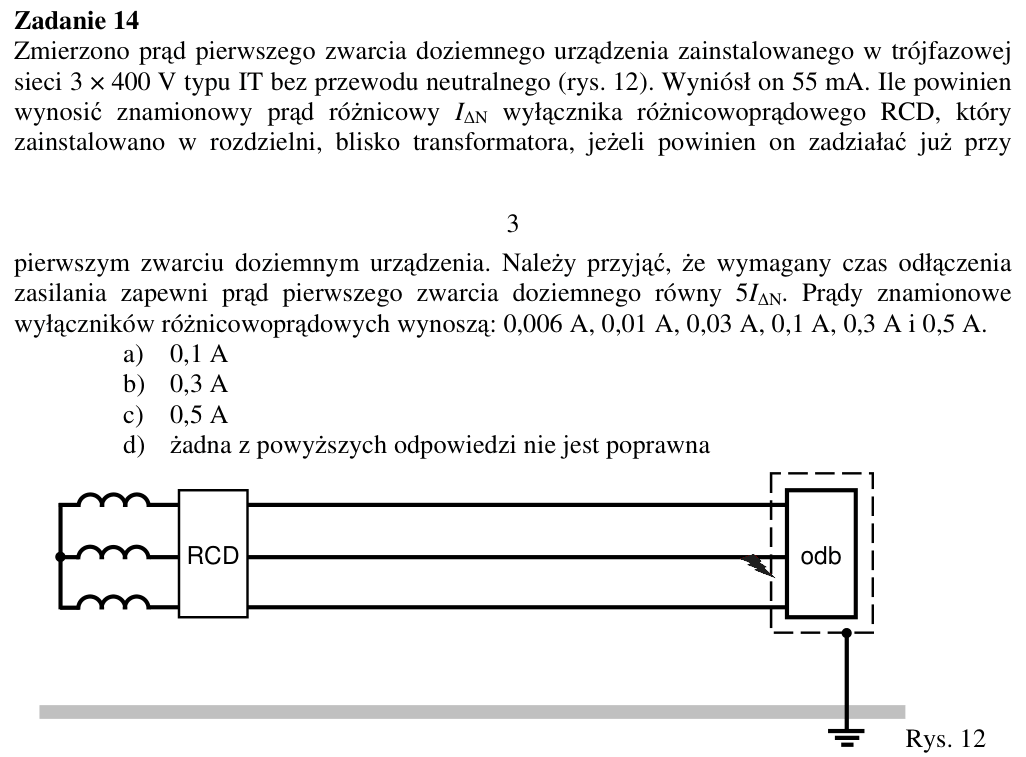 Zadanie 14
Zmierzono prąd pierwszego zwarcia doziemnego urządzenia zainstalowanego w trójfazowej
sieci 3 × 400 V typu IT bez przewodu neutralnego (rys. 12). Wyniósł on 55 mA. Ile powinien
wynosić znamionowy prąd różnicowy IΔN wyłącznika różnicowoprądowego RCD, który
zainstalowano w rozdzielni, blisko transformatora, jeżeli powinien on zadziałać już przy
3
pierwszym zwarciu doziemnym urządzenia. Należy przyjąć, że wymagany czas odłączenia
zasilania zapewni prąd pierwszego zwarcia doziemnego równy 5IΔN. Prądy znamionowe
wyłączników różnicowoprądowych wynoszą: 0,006 A, 0,01 A, 0,03 A, 0,1 A, 0,3 A i 0,5 A.
a) 0,1 A
b) 0,3 A
c) 0,5 A
d) żadna z powyższych odpowiedzi nie jest poprawna
RCD
odb
Rys. 12